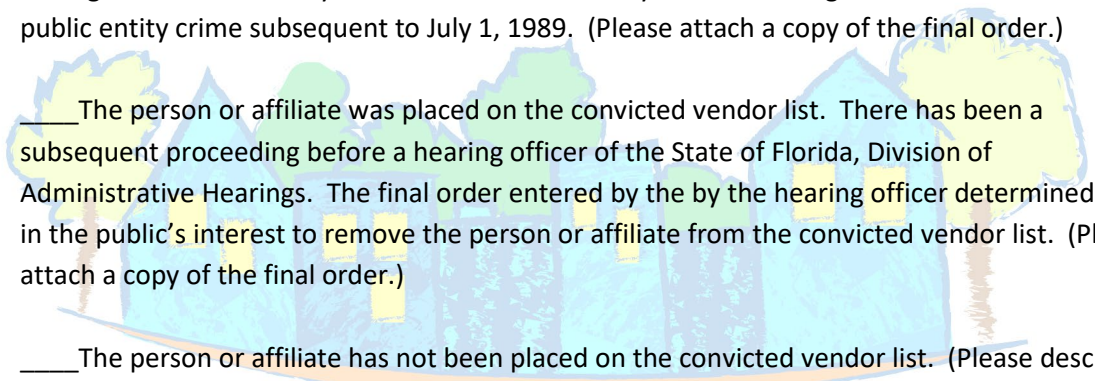 public entity crime subsequent to July 1, 1989. (Please attach a copy of the final order.)
____The person or affiliate was placed on the convicted vendor list. There has been a
subsequent proceeding before a hearing officer of the State of Florida, Division of
Administrative Hearings. The final order entered by the by the hearing officer determined
in the public's interest to remove the person or affiliate from the convicted vendor list. (Pl
attach a copy of the final order.)
____The person or affiliate has not been placed on the convicted vendor list. (Please desc